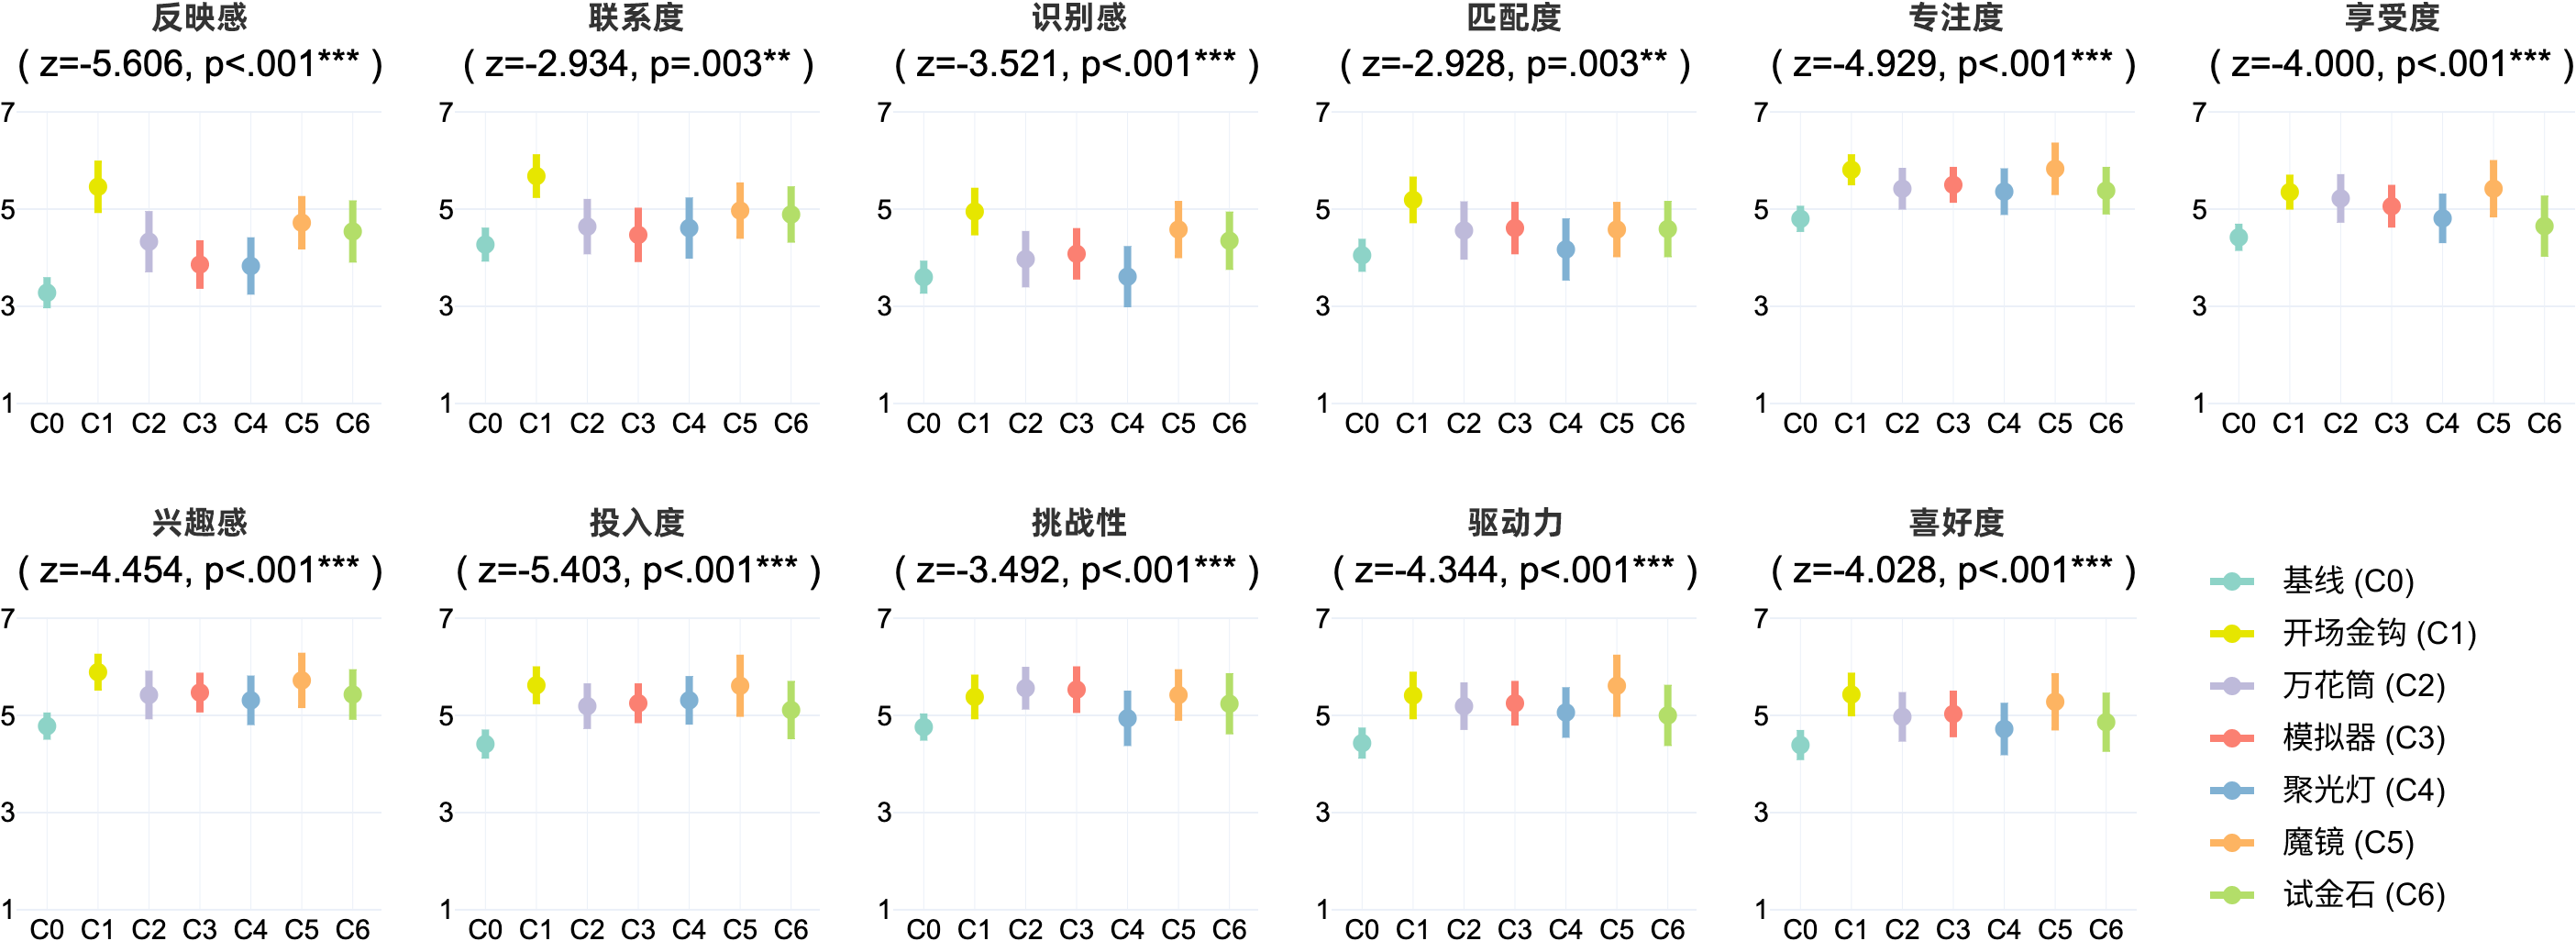 反映感
( z=-5.606, p<.001*** )
7
5
3
1
C0 C1 C2 C3 C4 C5 C6
联系度
( z=-2.934, p=.003** )
7
5
3
1
C0 C1 C2 C3 C4 C5 C6
识别感
( z=-3.521, p<.001*** )
7
5
3
1
C0 C1 C2 C3 C4 C5 C6
匹配度
( z=-2.928, p=.003** )
7
5
3
1
C0 C1 C2 C3 C4 C5 C6
专注度
( z=-4.929, p<.001*** )
7
5
3
1
C0 C1 C2 C3 C4 C5 C6
享受度
( z=-4.000, p<.001*** )
7
5
3
1
C0 C1 C2 C3 C4 C5 C6
兴趣感
( z=-4.454, p<.001*** )
7
5
3
1
C0 C1 C2 C3 C4 C5 C6
投入度
( z=-5.403, p<.001*** )
7
5
3
1
C0 C1 C2 C3 C4 C5 C6
挑战性
( z=-3.492, p<.001*** )
7
5
3
1
C0 C1 C2 C3 C4 C5 C6
驱动力
( z=-4.344, p<.001*** )
7
5
3
1
C0 C1 C2 C3 C4 C5 C6
喜好度
( z=-4.028, p<.001*** )
7
5
3
1
C0 C1 C2 C3 C4 C5 C6
基线 (C0)
开场金钩 (C1)
万花筒 (C2)
模拟器 (C3)
聚光灯 (C4)
魔镜 (C5)
试金石 (C6)